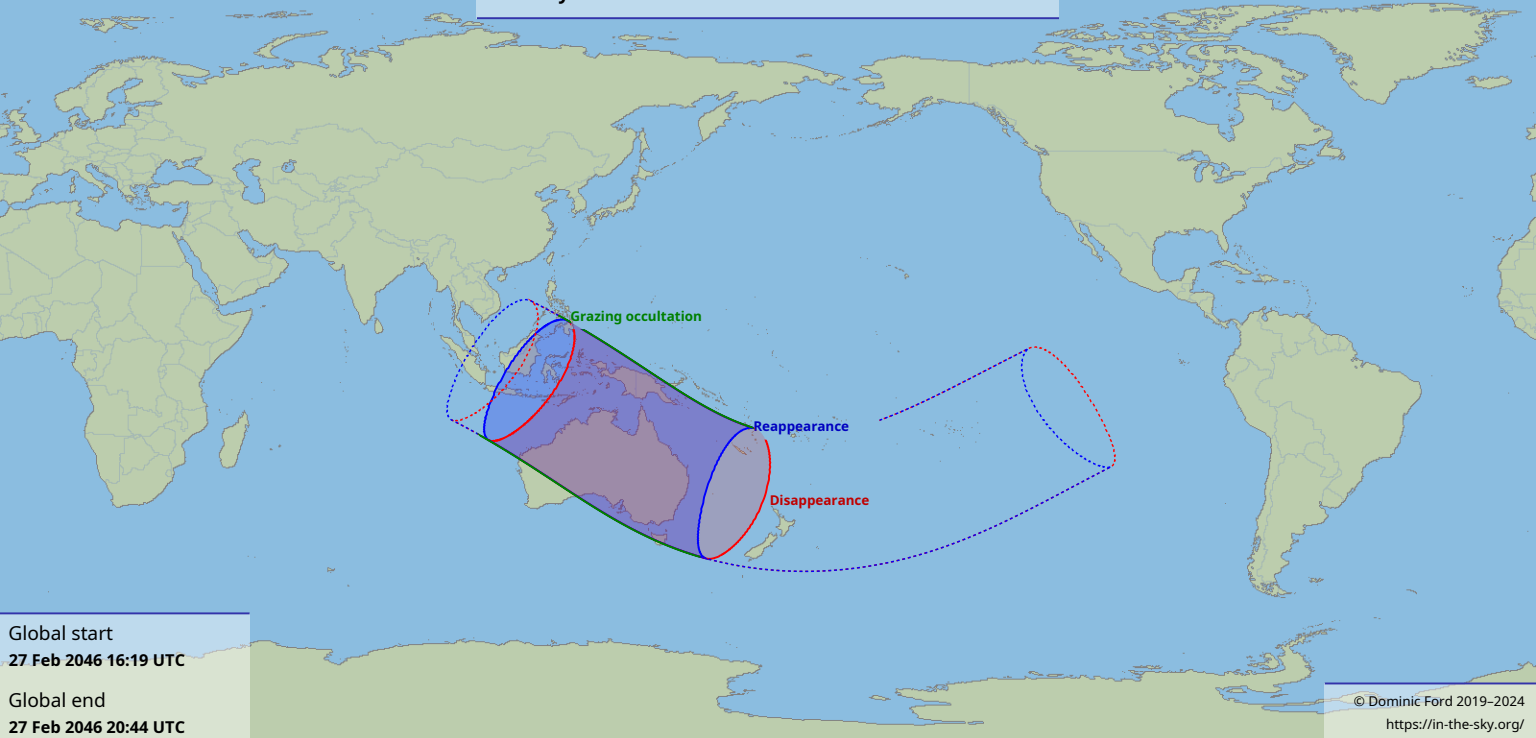 Grazing occultation
Reappearance
Disappearance
Global start
27 Feb 2046 16:19 UTC
Global end
27 Feb 2046 20:44 UTC
© Dominic Ford 2019–2024
https://in-the-sky.org/